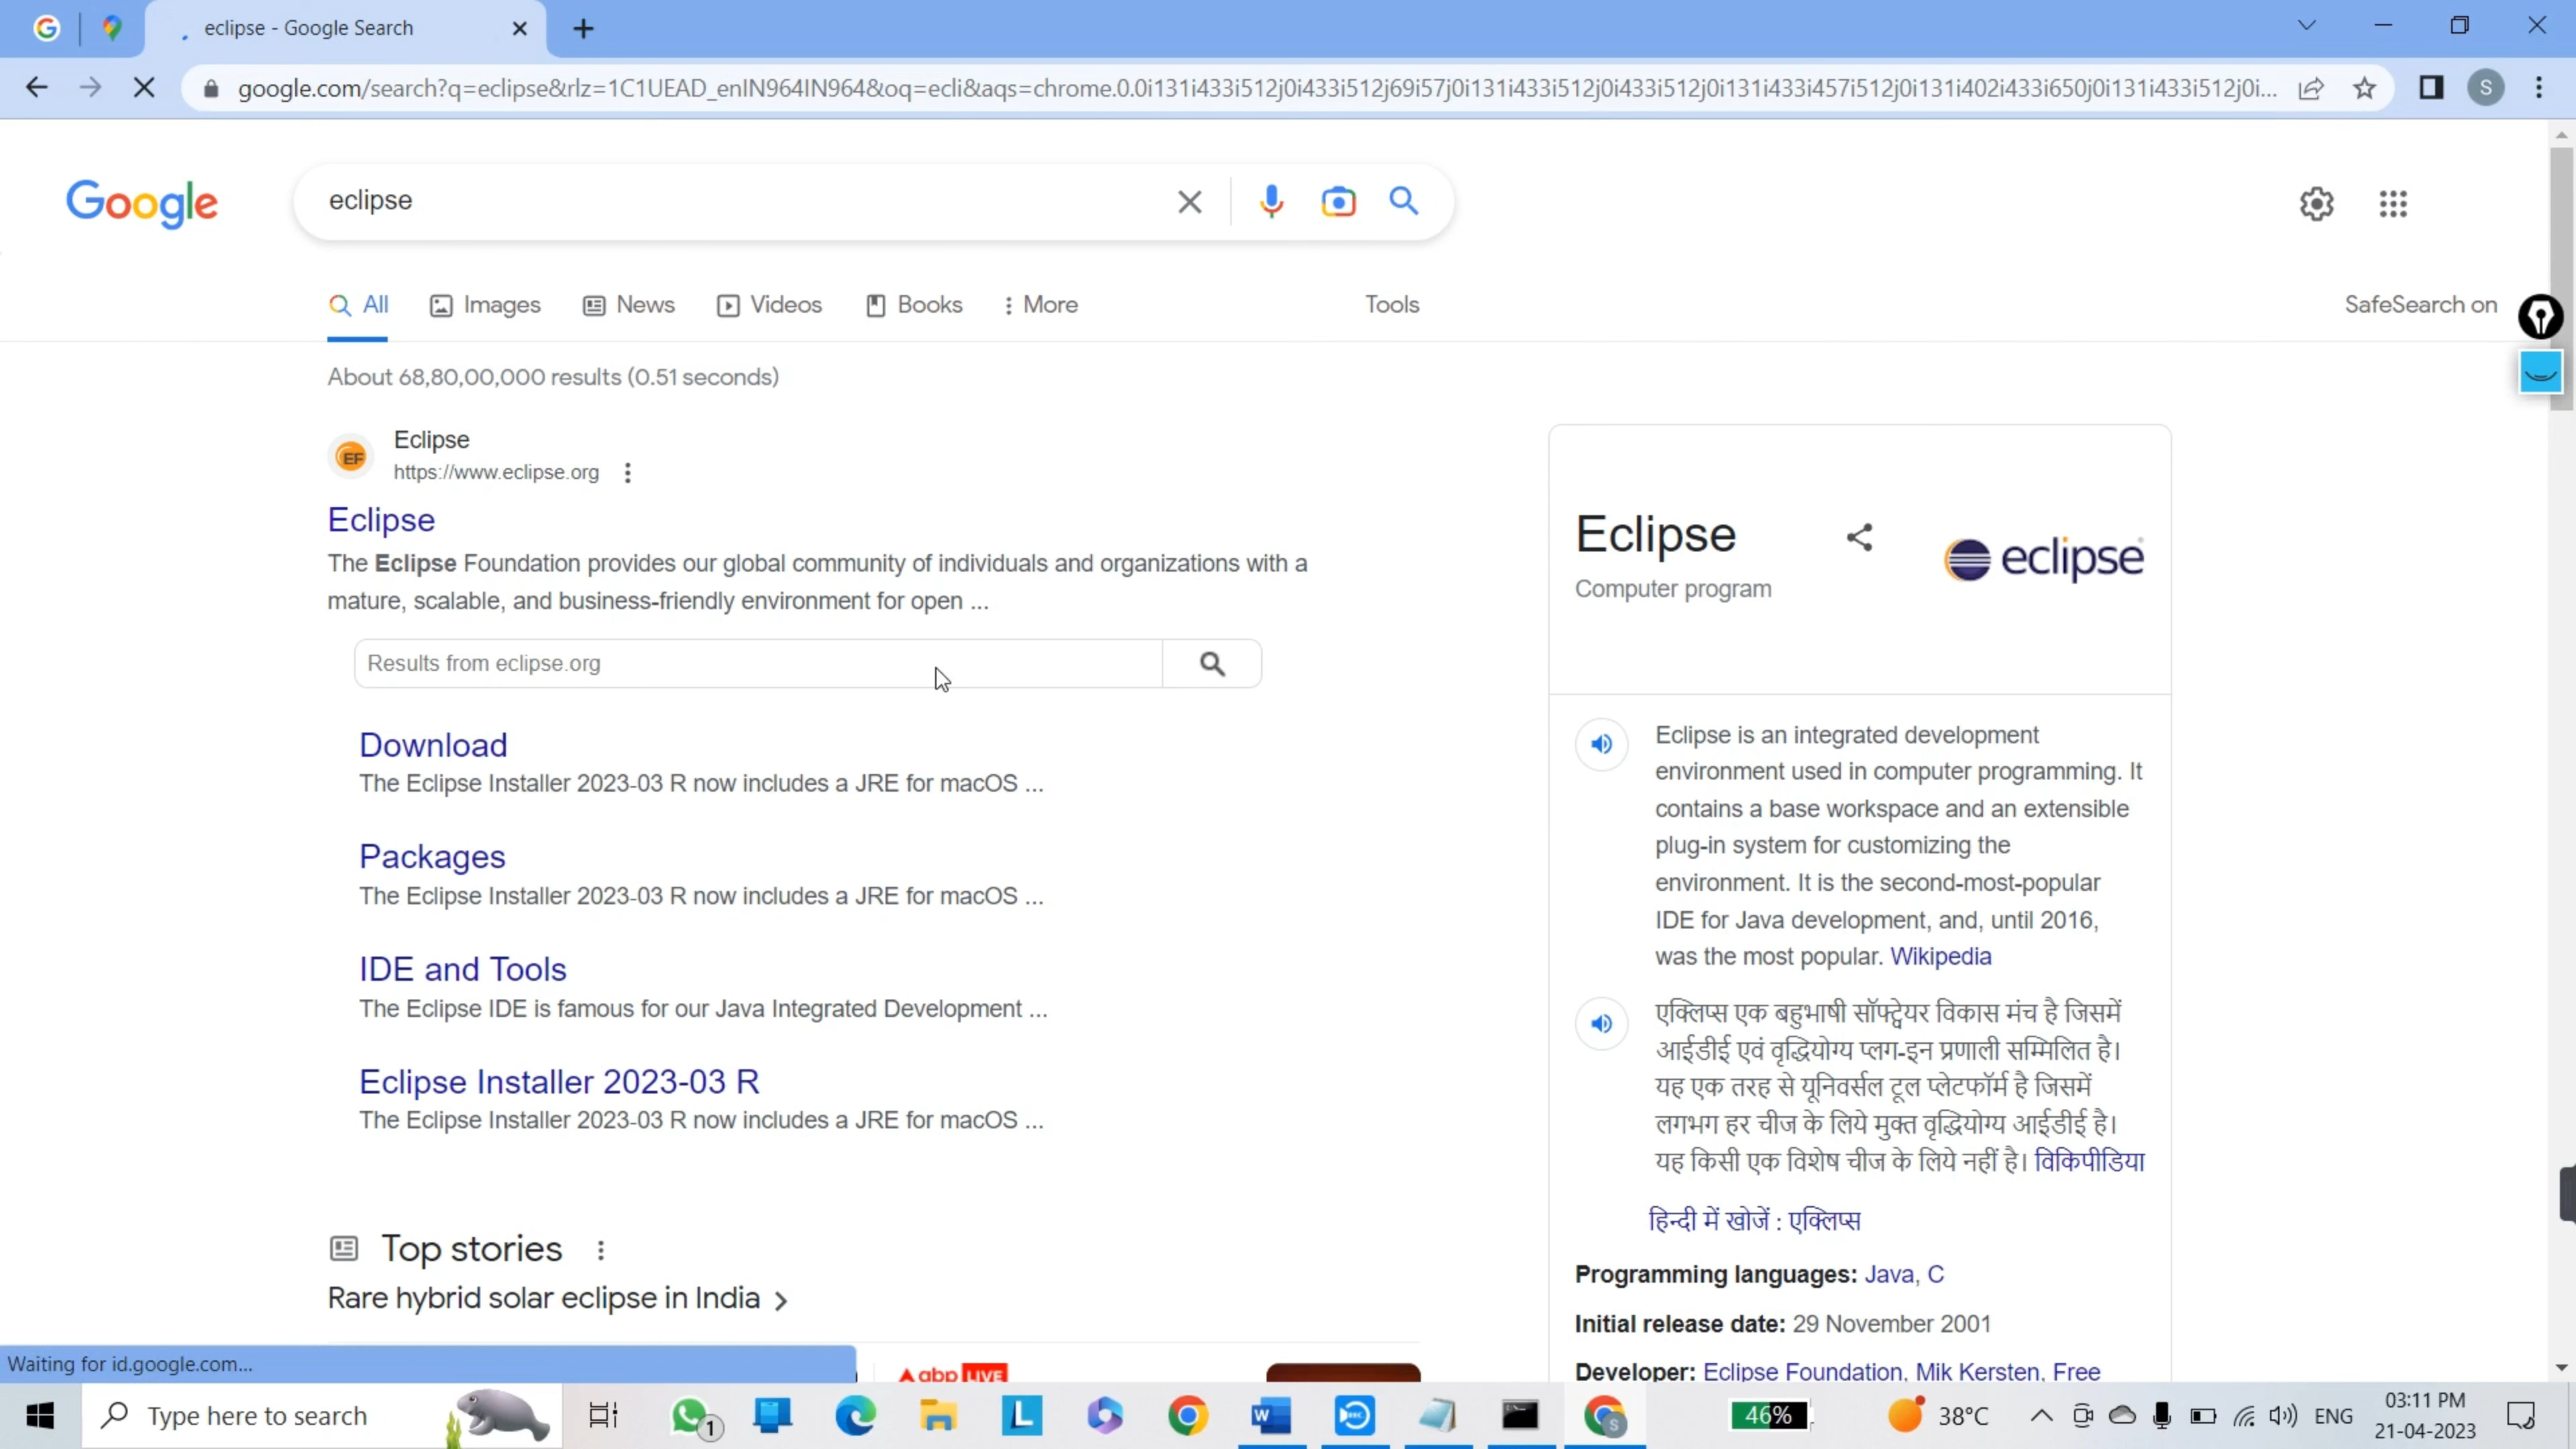 eclipse - Google Search
google.com/search?q=eclipse&rlz=1C1UEAD_enIN964IN964&oq=ecli&aqs=chrome.0.0i131i433i512j0i433i512j69i57j0i131i433i512j0i433i512j0i131i433i457i512j0i131i402i433i650j0i131i433i512j0i...
S
Google
eclipse
All Images News Videos Books More Tools SafeSearch on
About 68,80,00,000 results (0.51 seconds)
EF
Eclipse
https://www.eclipse.org
Eclipse
The Eclipse Foundation provides our global community of individuals and organizations with a
mature, scalable, and business-friendly environment for open ...
Results from eclipse.org
Download
The Eclipse Installer 2023-03 R now includes a JRE for macOS ...
Packages
The Eclipse Installer 2023-03 R now includes a JRE for macOS ...
IDE and Tools
The Eclipse IDE is famous for our Java Integrated Development ...
Eclipse Installer 2023-03 R
The Eclipse Installer 2023-03 R now includes a JRE for macOS ...
Top stories
Rare hybrid solar eclipse in India
abp LIVE
Eclipse
Computer program
eclipse
Eclipse is an integrated development
environment used in computer programming. It
contains a base workspace and an extensible
plug-in system for customizing the
environment. It is the second-most-popular
IDE for Java development, and, until 2016,
was the most popular. Wikipedia
एक्लिप्स एक बहुभाषी सॉफ्ट्वेयर विकास मंच है जिसमें
आईडीई एवं वृद्धियोग्य प्लग-इन प्रणाली सम्मिलित है।
यह एक तरह से यूनिवर्सल टूल प्लेटफॉर्म है जिसमें
लगभग हर चीज के लिये मुक्त वृद्धियोग्य आईडीई है।
यह किसी एक विशेष चीज के लिये नहीं है। विकिपीडिया
हिन्दी में खोजें : एक्लिप्स
Programming languages: Java, C
Initial release date: 29 November 2001
Developer: Eclipse Foundation, Mik Kersten, Free
Waiting for id.google.com...
Type here to search
1
L
W
S
46%
38°C
ENG
03:11 PM
21-04-2023